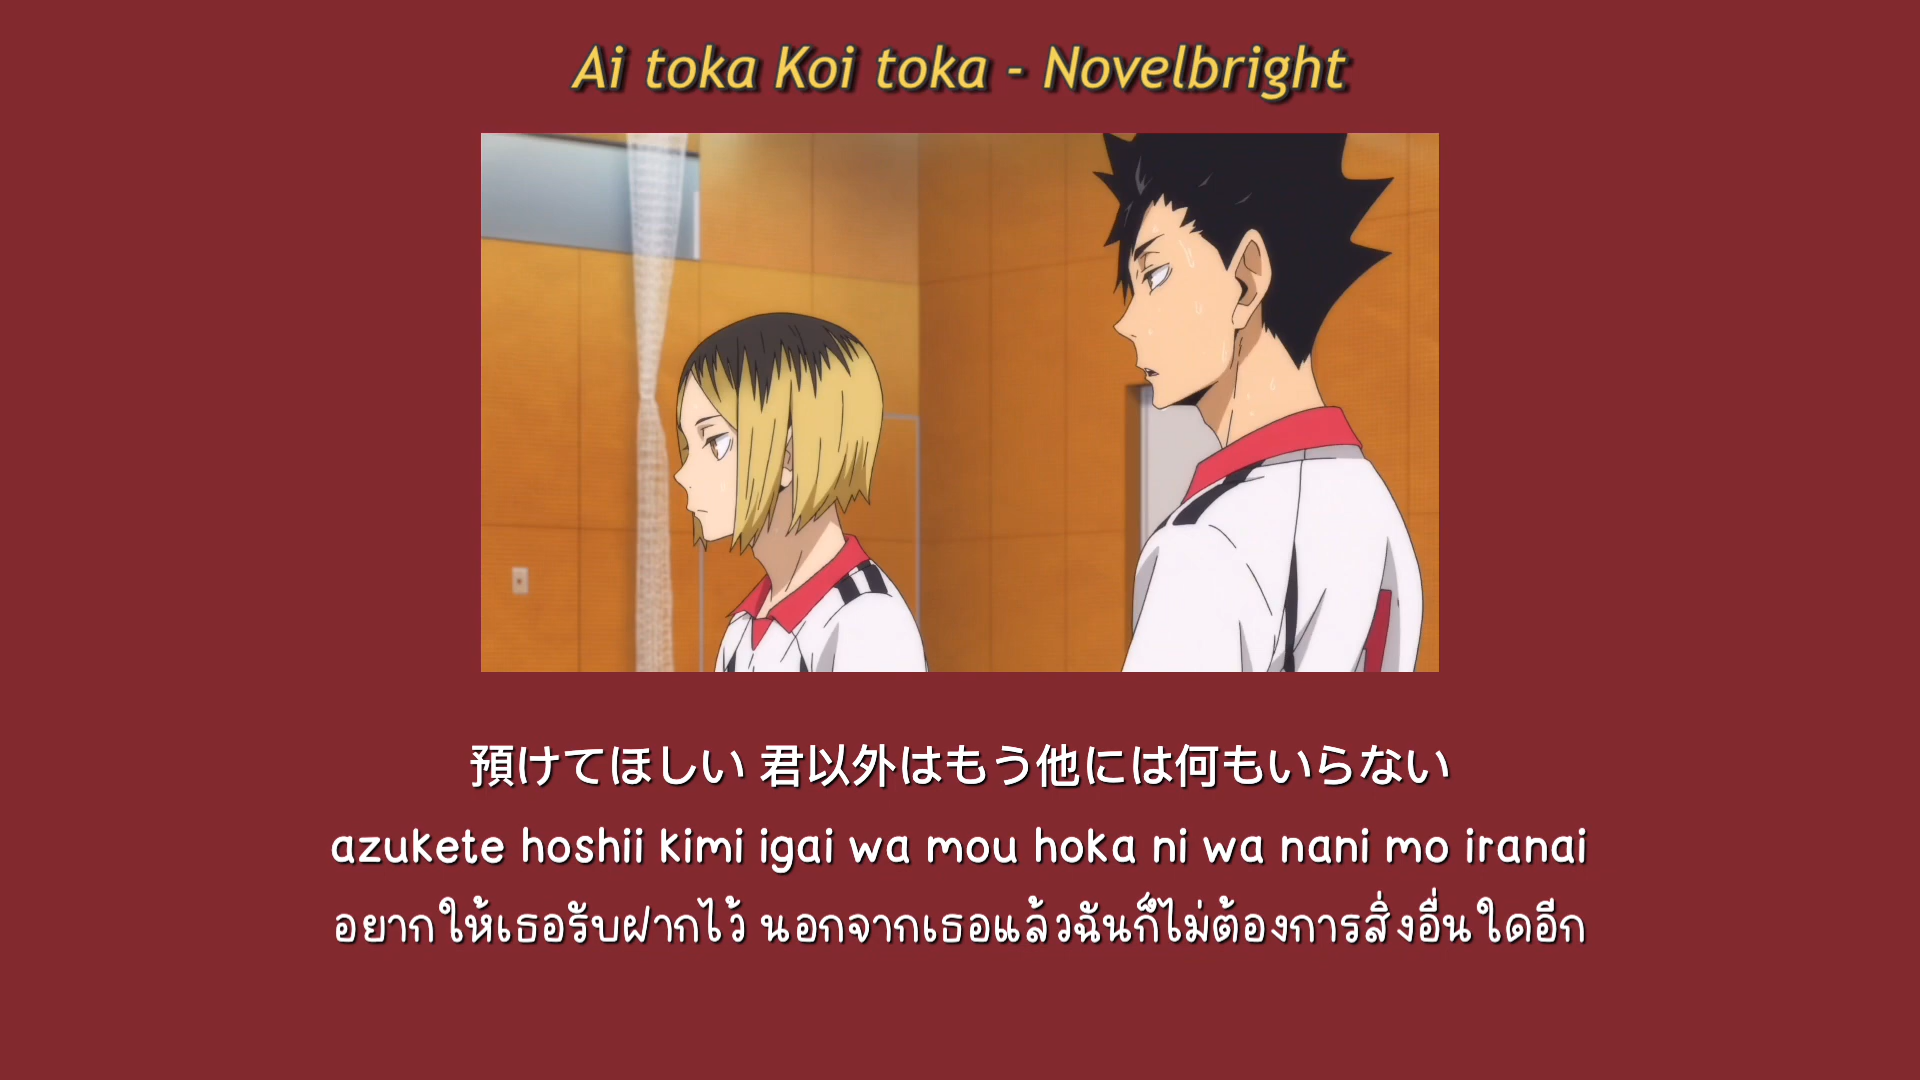 Ai toka Koi toka - Novelbright
預けてほしい 君以外はもう他には何もいらない
azukete hoshii kimi igai wa mou hoka ni wa nani mo iranai
อยากให้เธอรับฝากไว้ นอกจากเธอแล้วฉันก็ไม่ต้องการสิ่งอื่นใดอีก